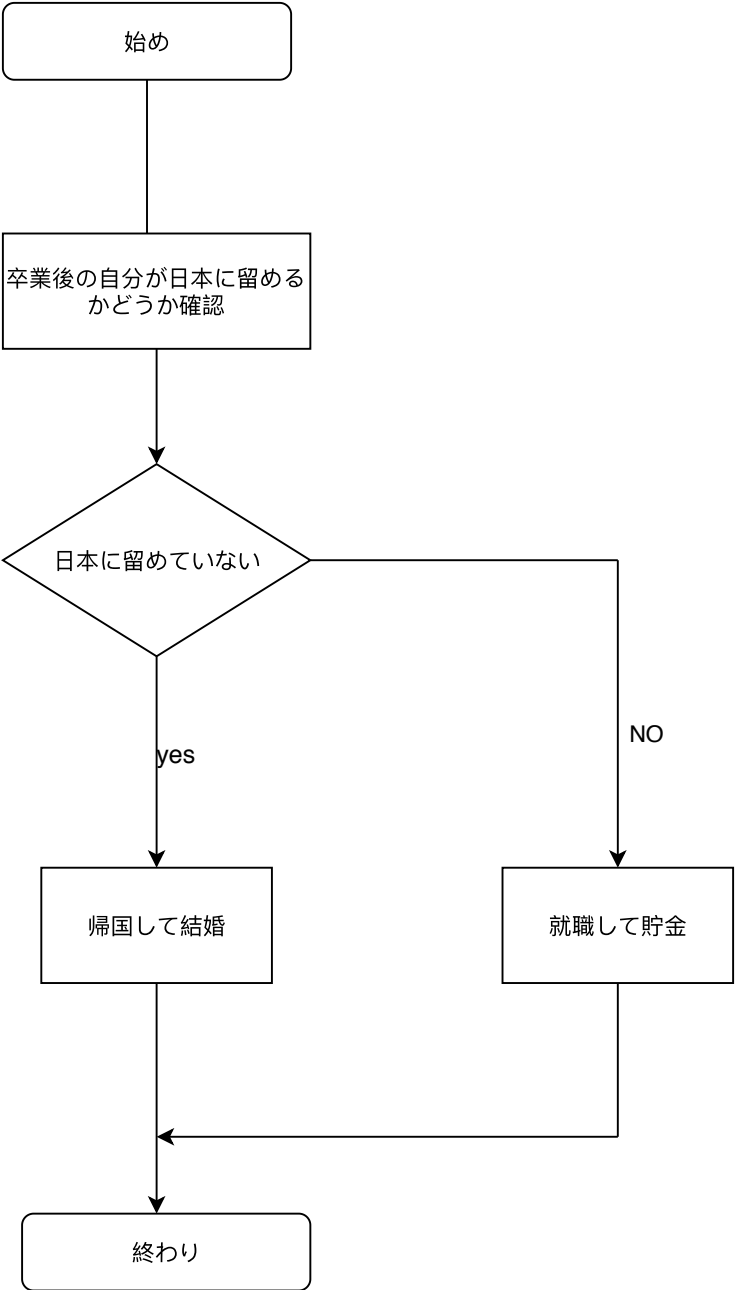 始め
卒業後の自分が日本に留める
かどうか確認
日本に留めていない
NO
yes
帰国して結婚
就職して貯金
終わり